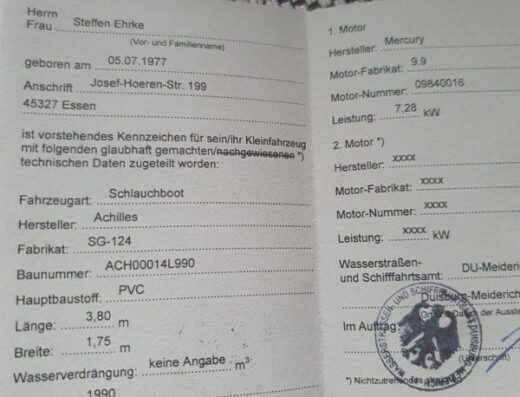 Herrn
Frau Steffen Ehrke
(Vor- und Familienname)
geboren am 05.07.1977
Anschrift Josef-Hoeren-Str. 199
45327 Essen
ist vorstehendes Kennzeichen für sein/ihr Kleinfahrzeug
mit folgenden glaubhaft gemachten/nachgewiesenen *)
technischen Daten zugeteilt worden:
Fahrzeugart: Schlauchboot
Hersteller: Achilles
Fabrikat: SG-124
Baunummer: ACH00014L990
Hauptbaustoff: PVC
Länge: 3,80 m
Breite: 1,75 m
Wasserverdrängung: keine Angabe m³
1990
1. Motor
Hersteller: Mercury
Motor-Fabrikat: 9.9
Motor-Nummer: 09840016
Leistung: 7,28 kW
2. Motor *)
Hersteller: xxxx
Motor-Fabrikat: xxxx
Motor-Nummer: xxxx
Leistung: xxxx kW
Wasserstraßen-
und Schifffahrtsamt: DU-Meideri
Duisburg-Meiderich
der Ausste
Im Auftrag:
(Unterschrift)
*) Nichtzutreffendes